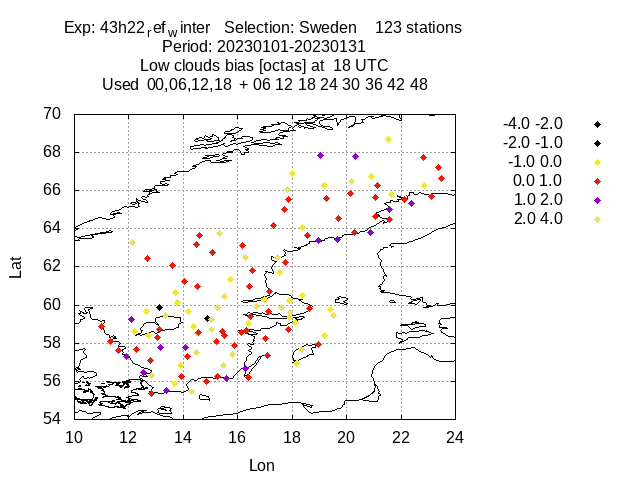 Exp: 43h22refwinter Selection: Sweden 123 stations
Period: 20230101-20230131
Low clouds bias [octas] at 18 UTC
Used 00,06,12,18 + 06 12 18 24 30 36 42 48
70
68
66
64
62
60
58
56
54
Lat
10 12 14 16 18 20 22 24
Lon
-4.0 -2.0
-2.0 -1.0
-1.0 0.0
0.0 1.0
1.0 2.0
2.0 4.0